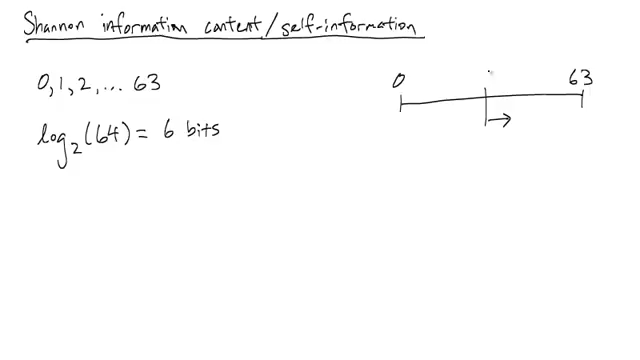 Shannon information content/self-information
0, 1, 2, ... 63
log₂(64) = 6 bits
0 63